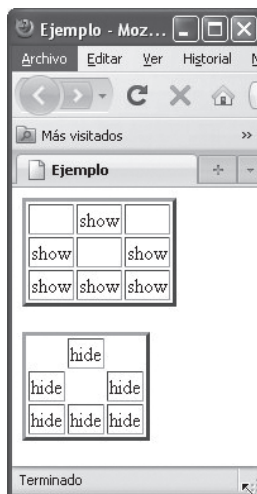 Ejemplo - Moz...
Archivo Editar Ver Historial
Más visitados »
Ejemplo
show
show show
show show show
hide
hide hide
hide hide hide
Terminado